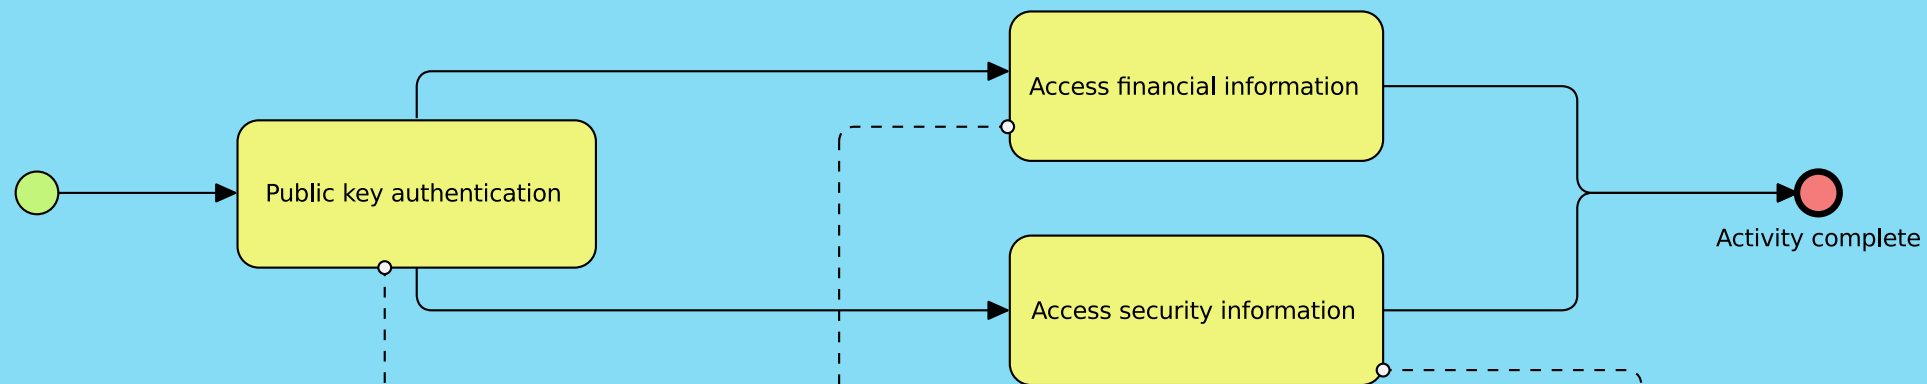 Access financial information
Public key authentication
Activity complete
Access security information